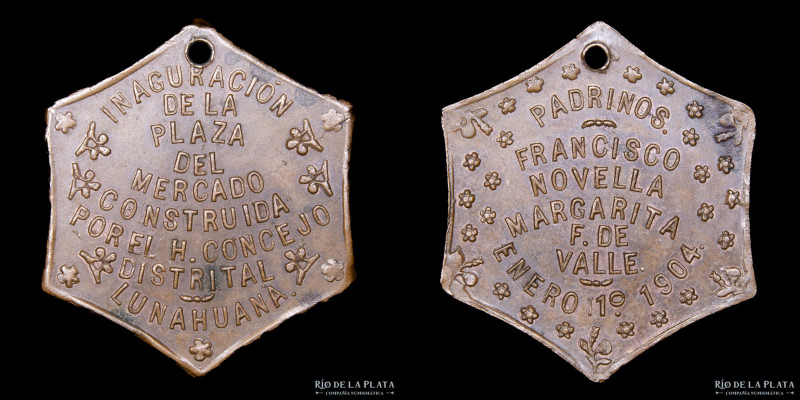 INAGURACIÓN
DE LA
PLAZA
DEL
MERCADO
CONSTRUIDA
POR EL H. CONCEJO
DISTRITAL
LUNAHUANÁ.
PADRINOS.
FRANCISCO
NOVELLA
MARGARITA
F. DE
VALLE.
ENERO 1º 1904.
RÍO DE LA PLATA
COMPAÑÍA NUMISMÁTICA
RÍO DE LA PLATA
COMPAÑÍA NUMISMÁTICA